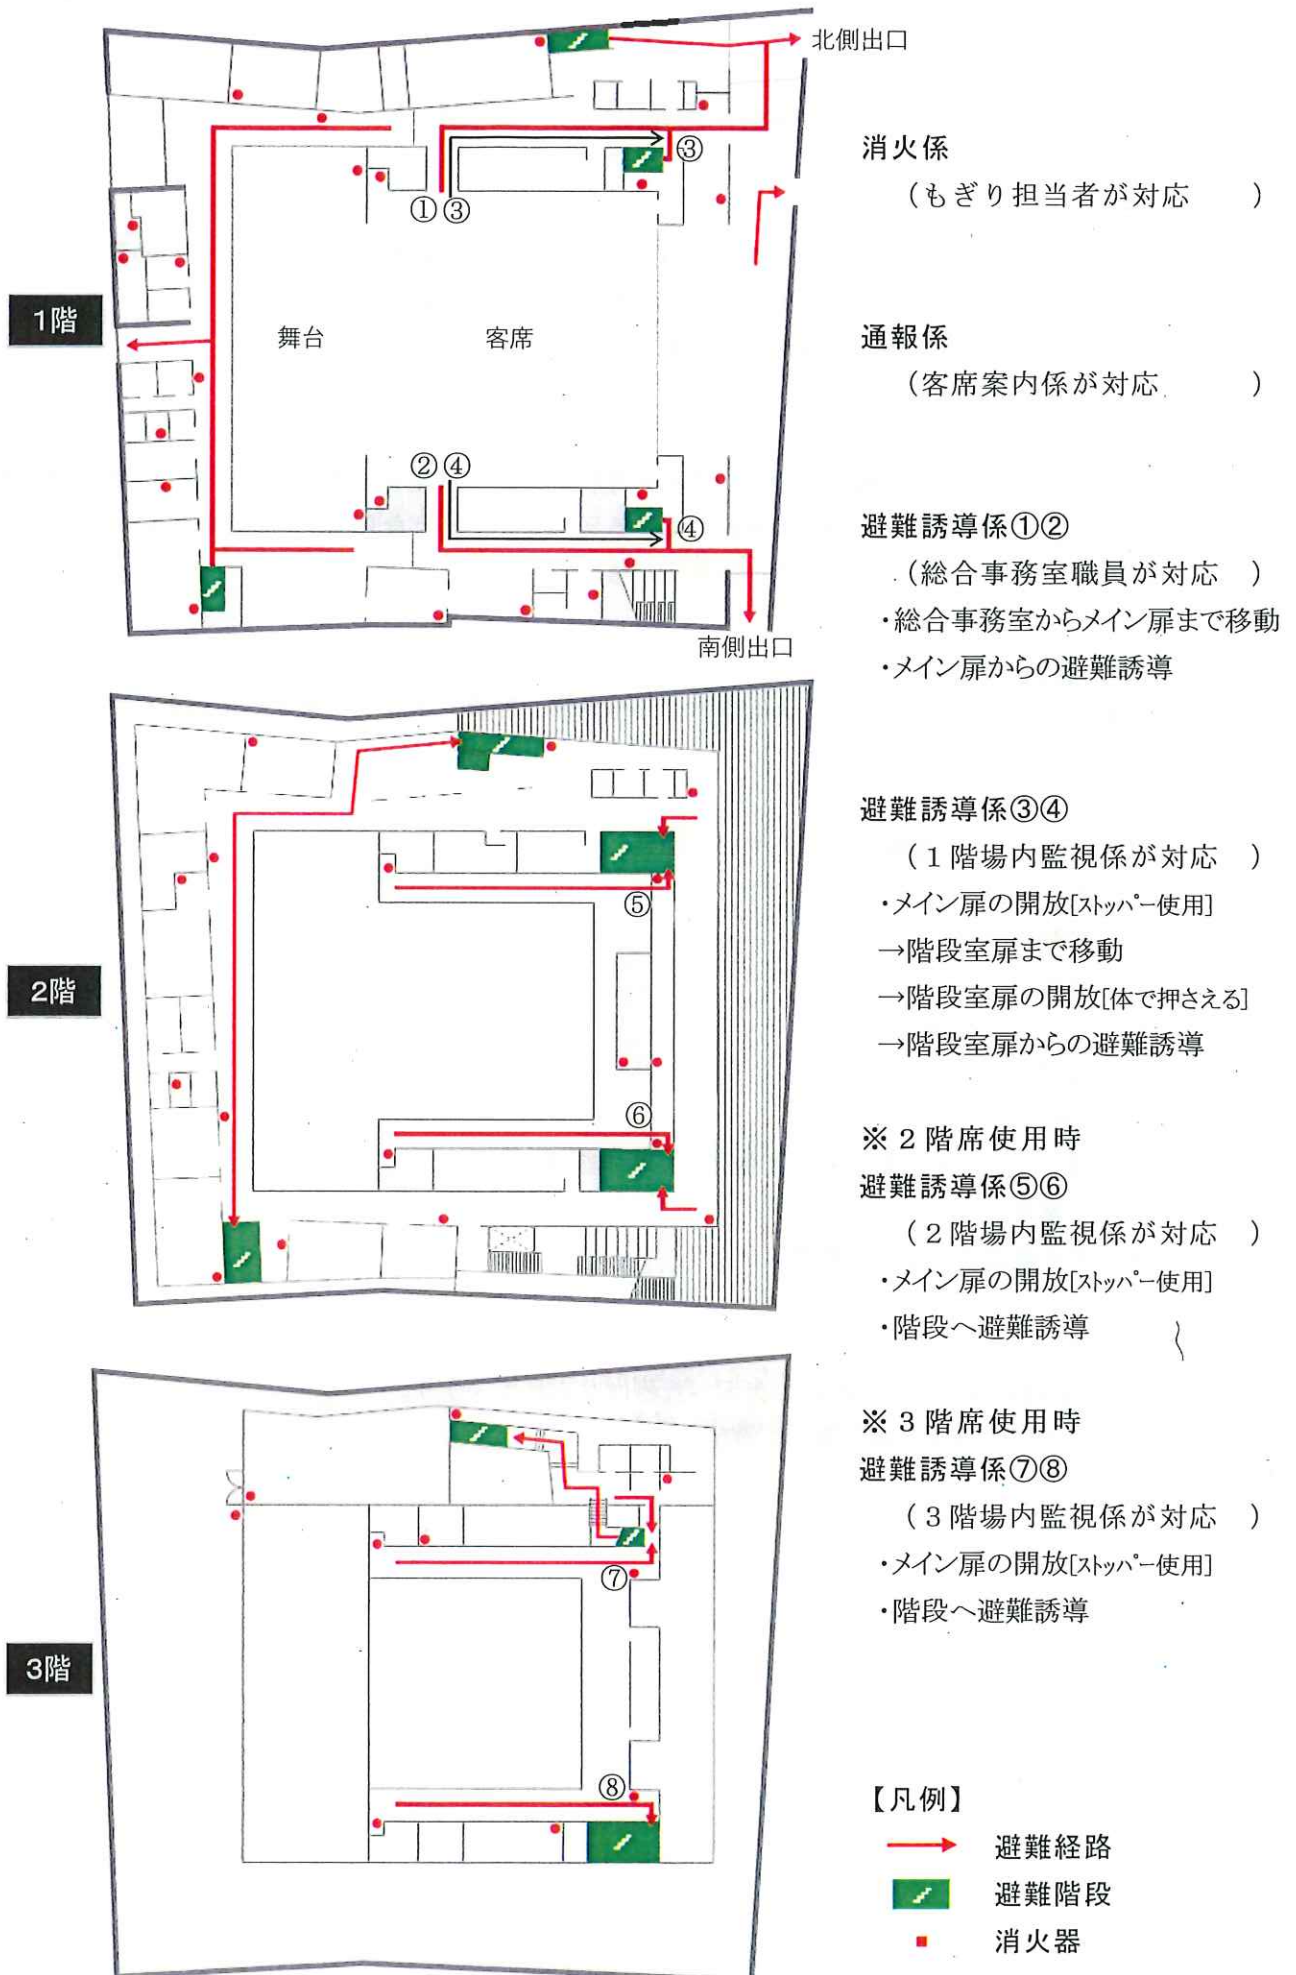 北側出口
③
①③
1階
舞台
客席
②④
④
南側出口
消火係
（もぎり担当者が対応　　）
通報係
（客席案内係が対応　　　）
避難誘導係①②
（総合事務室職員が対応　）
・総合事務室からメイン扉まで移動
・メイン扉からの避難誘導
避難誘導係③④
（1階場内監視係が対応　）
・メイン扉の開放[ストッパー使用]
→階段室扉まで移動
→階段室扉の開放[体で押さえる]
→階段室扉からの避難誘導
2階
⑤
⑥
※2階席使用時
避難誘導係⑤⑥
（2階場内監視係が対応　）
・メイン扉の開放[ストッパー使用]
・階段へ避難誘導
3階
⑦
⑧
※3階席使用時
避難誘導係⑦⑧
（3階場内監視係が対応　）
・メイン扉の開放[ストッパー使用]
・階段へ避難誘導
【凡例】
避難経路
避難階段
消火器